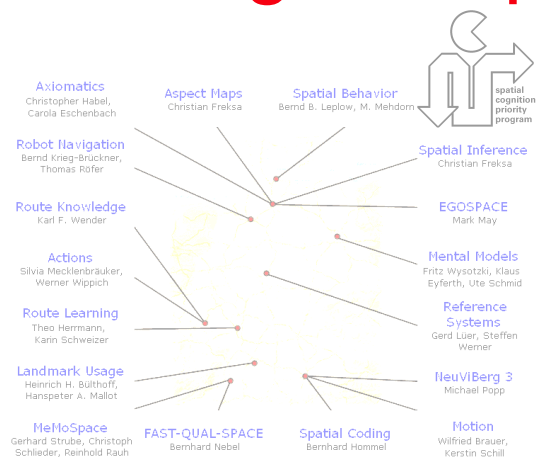 Axiomatics
Christopher Habel,
Carola Eschenbach
Aspect Maps
Christian Freksa
Spatial Behavior
Bernd B. Leplow, M. Mehdorn
spatial
cognition
priority
program
Robot Navigation
Bernd Krieg-Brückner,
Thomas Röfer
Spatial Inference
Christian Freksa
Route Knowledge
Karl F. Wender
EGOSPACE
Mark May
Actions
Silvia Mecklenbräuker,
Werner Wippich
Mental Models
Fritz Wysotzki, Klaus
Eyferth, Ute Schmid
Route Learning
Theo Herrmann,
Karin Schweizer
Reference
Systems
Gerd Lüer, Steffen
Werner
Landmark Usage
Heinrich H. Bülthoff,
Hanspeter A. Mallot
NeuViBerg 3
Michael Popp
MeMoSpace
Gerhard Strube, Christoph
Schlieder, Reinhold Rauh
FAST-QUAL-SPACE
Bernhard Nebel
Spatial Coding
Bernhard Hommel
Motion
Wilfried Brauer,
Kerstin Schill